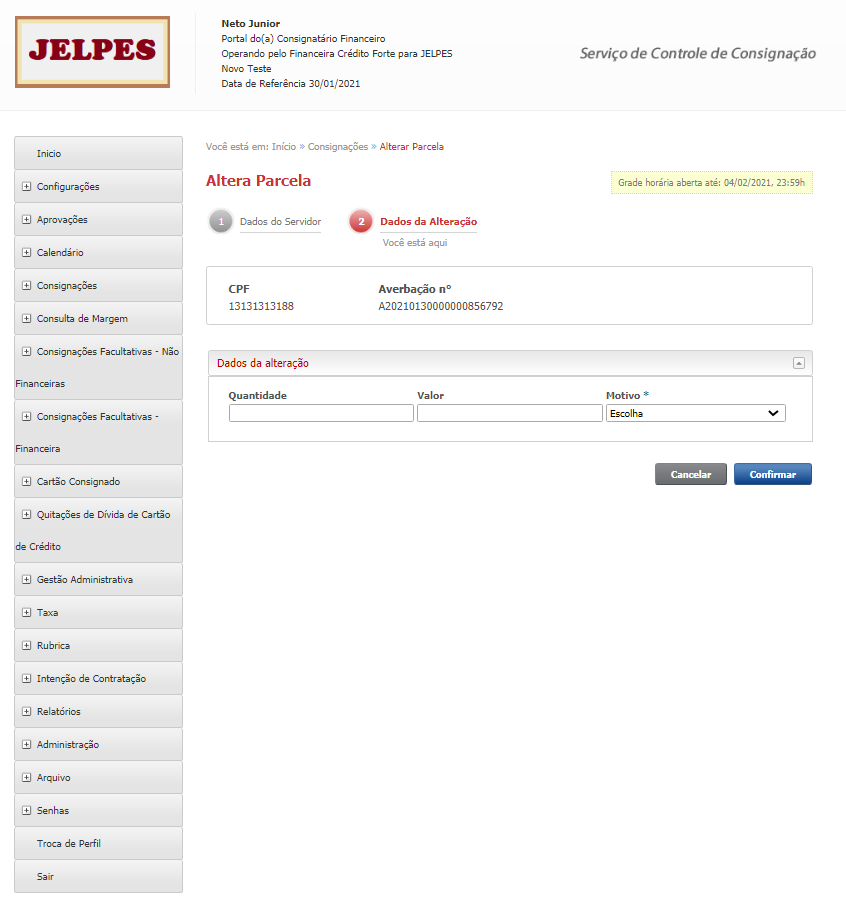 JELPES
Neto Junior
Portal do(a) Consignatário Financeiro
Operando pelo Financeira Crédito Forte para JELPES
Novo Teste
Data de Referência 30/01/2021
Serviço de Controle de Consignação
Inicio
Configurações
Aprovações
Calendário
Consignações
Consulta de Margem
Consignações Facultativas - Não
Financeiras
Consignações Facultativas -
Financeira
Cartão Consignado
Quitações de Dívida de Cartão
de Crédito
Gestão Administrativa
Taxa
Rubrica
Intenção de Contratação
Relatórios
Administração
Arquivo
Senhas
Troca de Perfil
Sair
Você está em: Início » Consignações » Alterar Parcela
Altera Parcela
Grade horária aberta até: 04/02/2021, 23:59h
1 Dados do Servidor 2 Dados da Alteração
Você está aqui
CPF Averbação nº
13131313188 A20210130000000856792
Dados da alteração
Quantidade Valor Motivo *
Escolha
Cancelar Confirmar